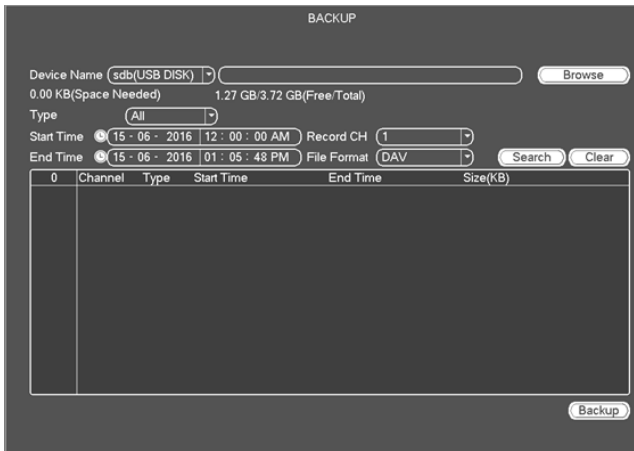 BACKUP
Device Name sdb(USB DISK) Browse
0.00 KB(Space Needed) 1.27 GB/3.72 GB(Free/Total)
Type All
Start Time 15 - 06 - 2016 12 : 00 : 00 AM Record CH 1
End Time 15 - 06 - 2016 01 : 05 : 48 PM File Format DAV Search Clear
0 Channel Type Start Time End Time Size(KB)
Backup